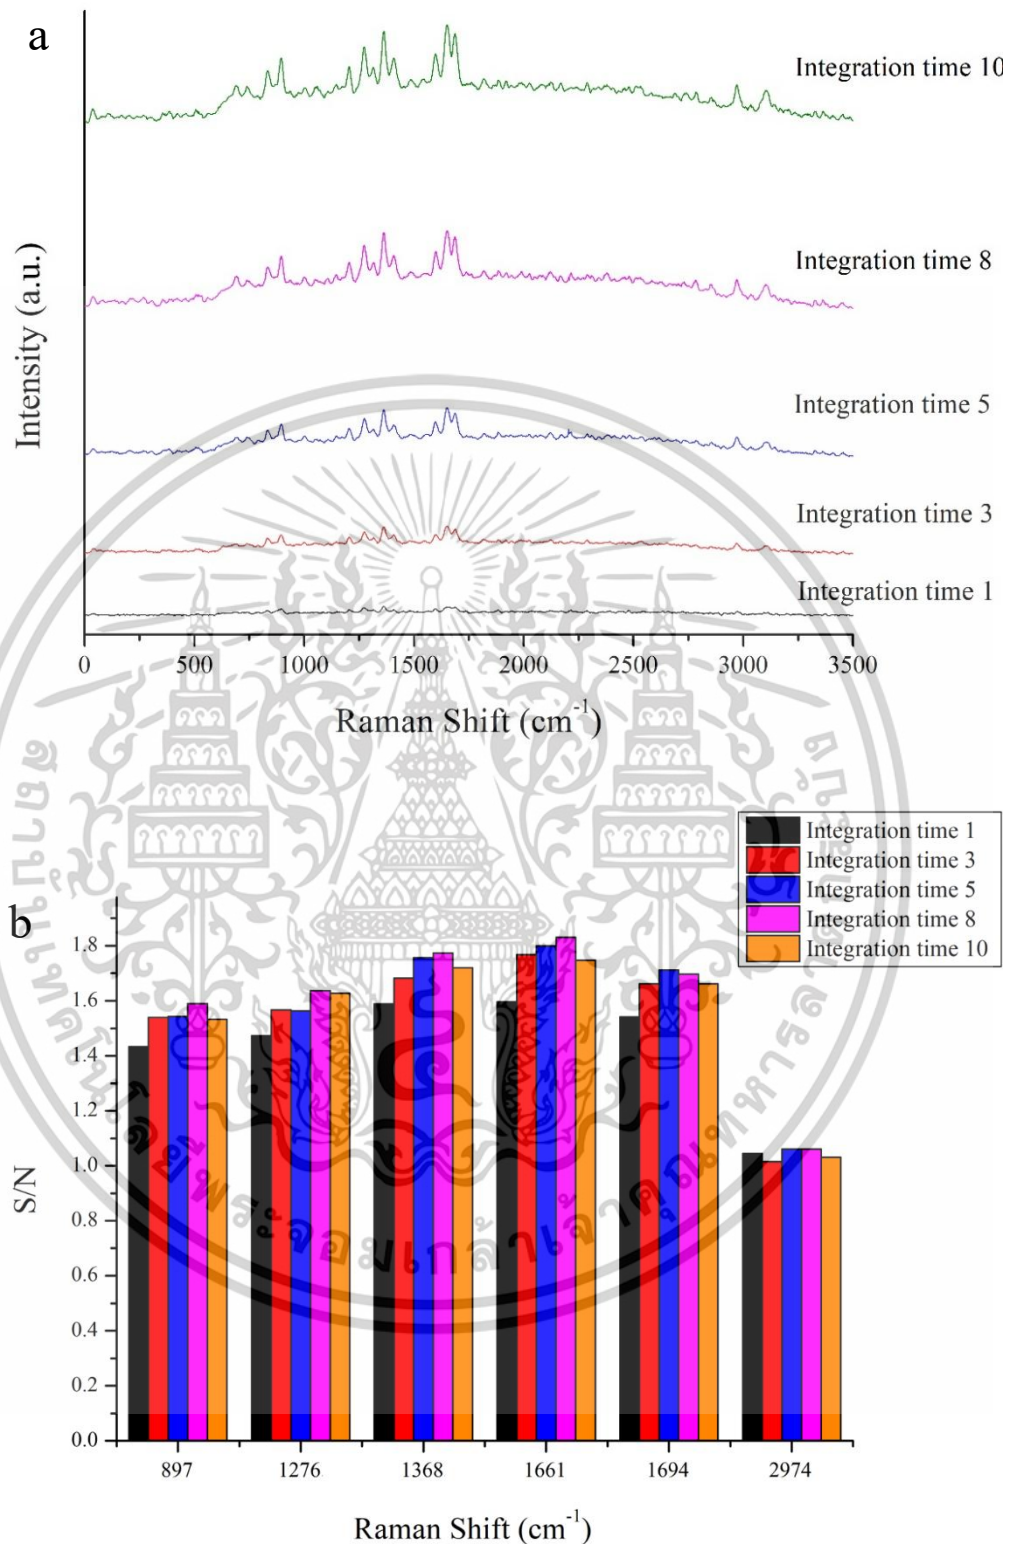 a
Integration time 10
Integration time 8
Integration time 5
Integration time 3
Integration time 1
Intensity (a.u.)
0 500 1000 1500 2000 2500 3000 3500
Raman Shift (cm⁻¹)
b
Integration time 1
Integration time 3
Integration time 5
Integration time 8
Integration time 10
1.8
1.6
1.4
1.2
1.0
0.8
0.6
0.4
0.2
0.0
S/N
897 1276 1368 1661 1694 2974
Raman Shift (cm⁻¹)